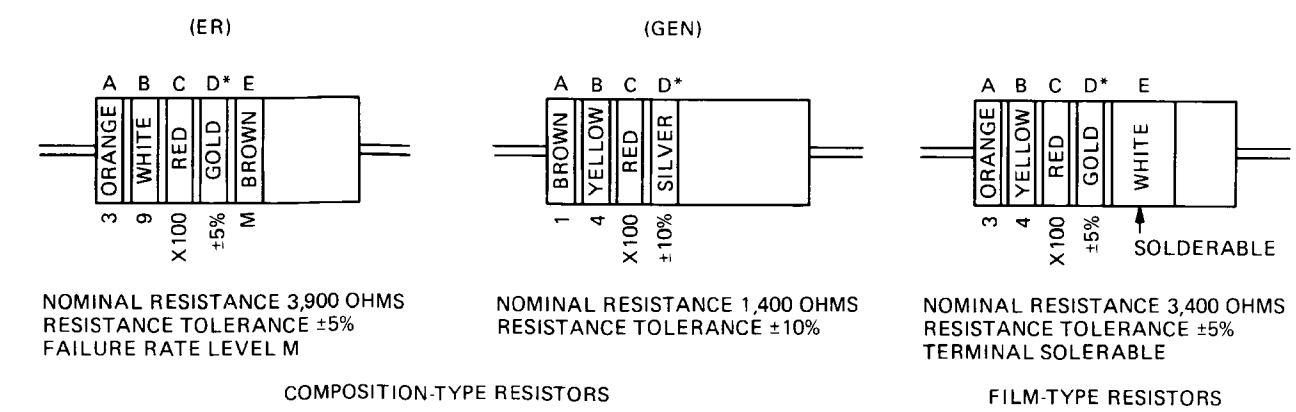 (ER)
A B C D* E
ORANGE WHITE RED GOLD BROWN
3 9 X100 ±5% M
NOMINAL RESISTANCE 3,900 OHMS
RESISTANCE TOLERANCE ±5%
FAILURE RATE LEVEL M
(GEN)
A B C D*
BROWN YELLOW RED SILVER
1 4 X100 ±10%
NOMINAL RESISTANCE 1,400 OHMS
RESISTANCE TOLERANCE ±10%
COMPOSITION-TYPE RESISTORS
A B C D* E
ORANGE YELLOW RED GOLD WHITE
3 4 X100 ±5%
SOLDERABLE
NOMINAL RESISTANCE 3,400 OHMS
RESISTANCE TOLERANCE ±5%
TERMINAL SOLERABLE
FILM-TYPE RESISTORS